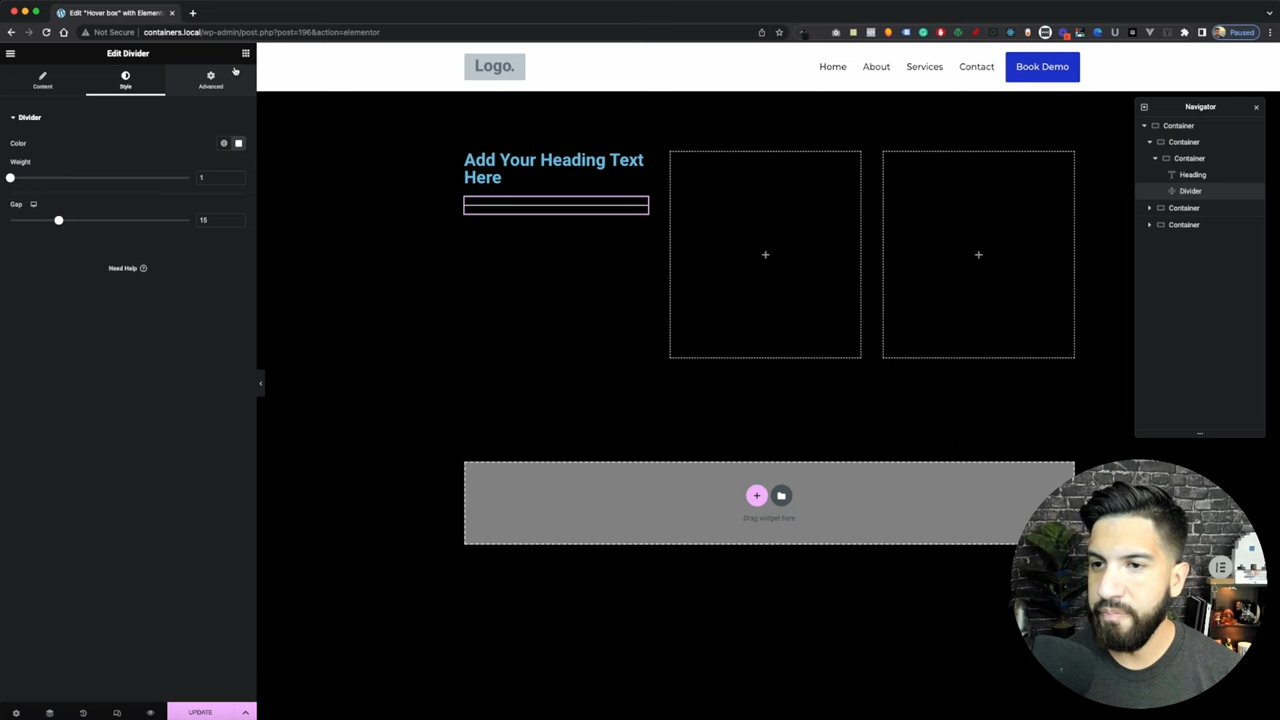 Edit "Hover box" with Element
Not Secure
containers.local/wp-admin/post.php?post=196&action=elementor
Paused
Edit Divider
Content
Style
Advanced
Divider
Color
Weight
1
Gap
15
Need Help
UPDATE
Logo.
Home
About
Services
Contact
Book Demo
Add Your Heading Text
Here
Drag widget here
Navigator
Container
Container
Container
Heading
Divider
Container
Container